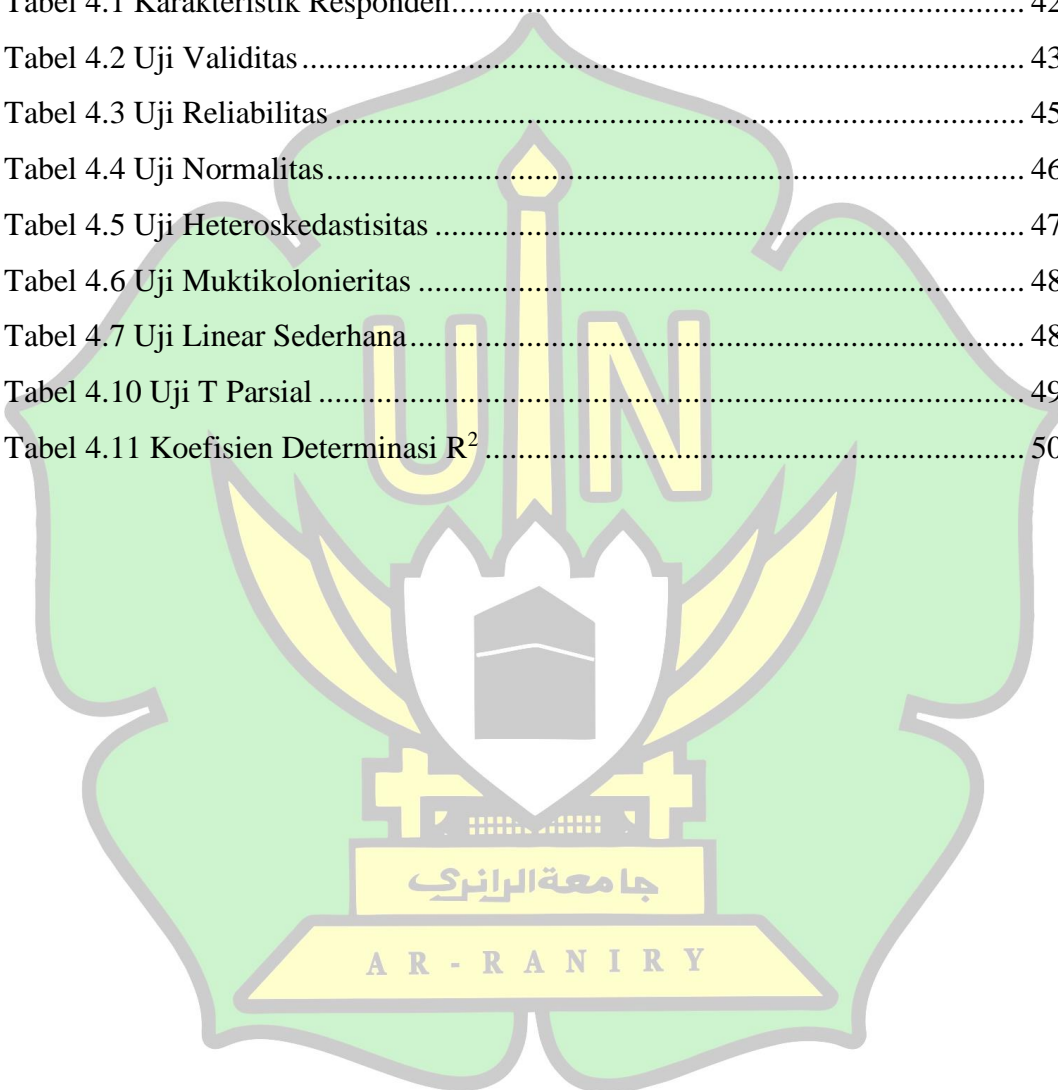 Tabel 4.1 Karakteristik Responden........................................................................ 42
Tabel 4.2 Uji Validitas........................................................................................... 43
Tabel 4.3 Uji Reliabilitas ....................................................................................... 45
Tabel 4.4 Uji Normalitas........................................................................................ 46
Tabel 4.5 Uji Heteroskedastisitas .......................................................................... 47
Tabel 4.6 Uji Muktikolonieritas ............................................................................ 48
Tabel 4.7 Uji Linear Sederhana............................................................................. 48
Tabel 4.10 Uji T Parsial ......................................................................................... 49
Tabel 4.11 Koefisien Determinasi R²..................................................................... 50
UIN
جامعةالرانري
AR-RANIRY